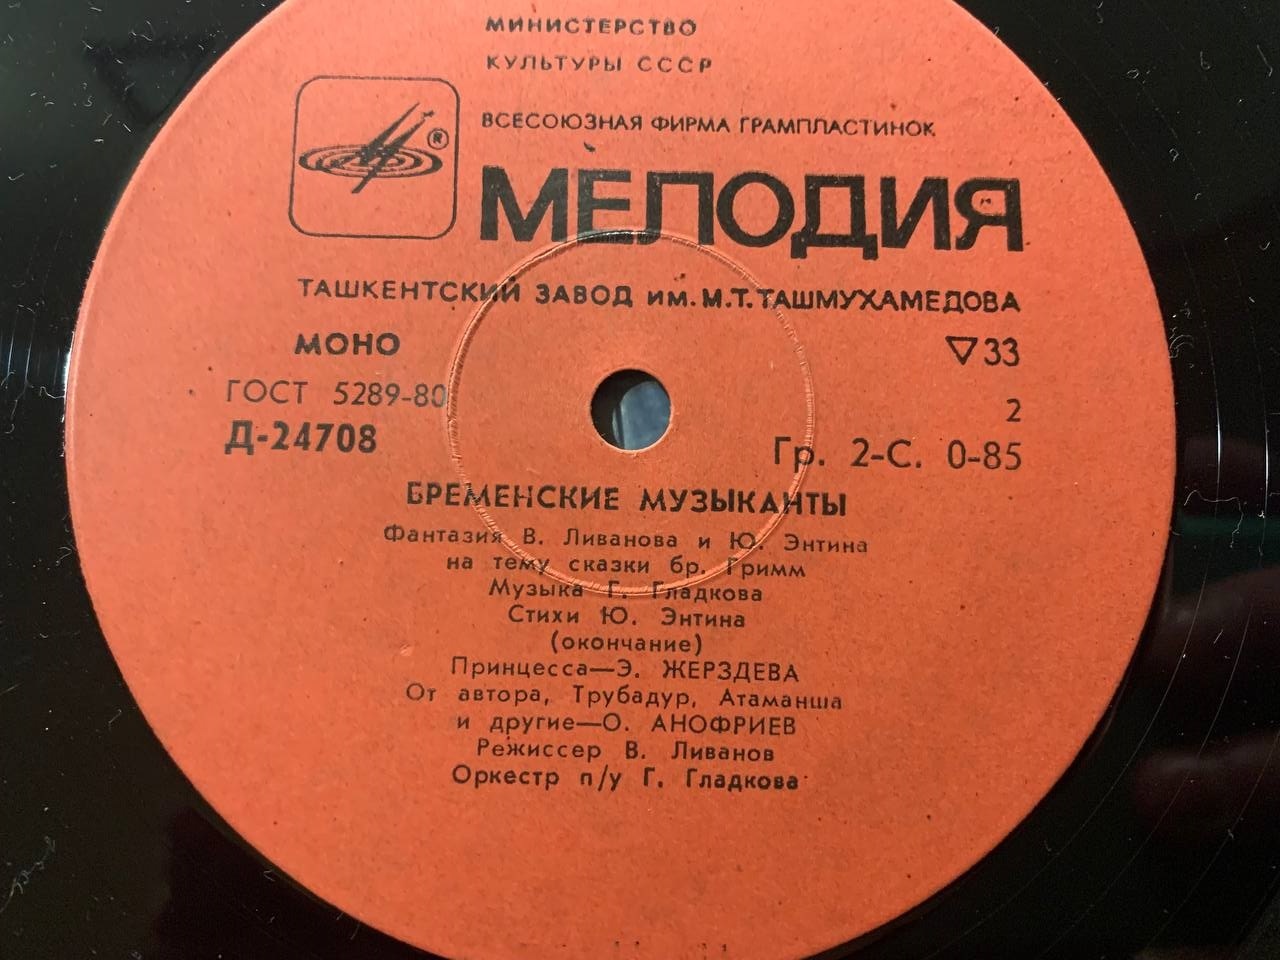 МИНИСТЕРСТВО
КУЛЬТУРЫ СССР
ВСЕСОЮЗНАЯ ФИРМА ГРАМПЛАСТИНОК
®
МЕЛОДИЯ
ТАШКЕНТСКИЙ ЗАВОД им. М.Т. ТАШМУХАМЕДОВА
МОНО ▽33
ГОСТ 5289-80 2
Д-24708 Гр. 2-С. 0-85
БРЕМЕНСКИЕ МУЗЫКАНТЫ
Фантазия В. Ливанова и Ю. Энтина
на тему сказки бр. Гримм
Музыка Г. Гладкова
Стихи Ю. Энтина
(окончание)
Принцесса—Э. ЖЕРЗДЕВА
От автора, Трубадур, Атаманша
и другие—О. АНОФРИЕВ
Режиссер В. Ливанов
Оркестр п/у Г. Гладкова